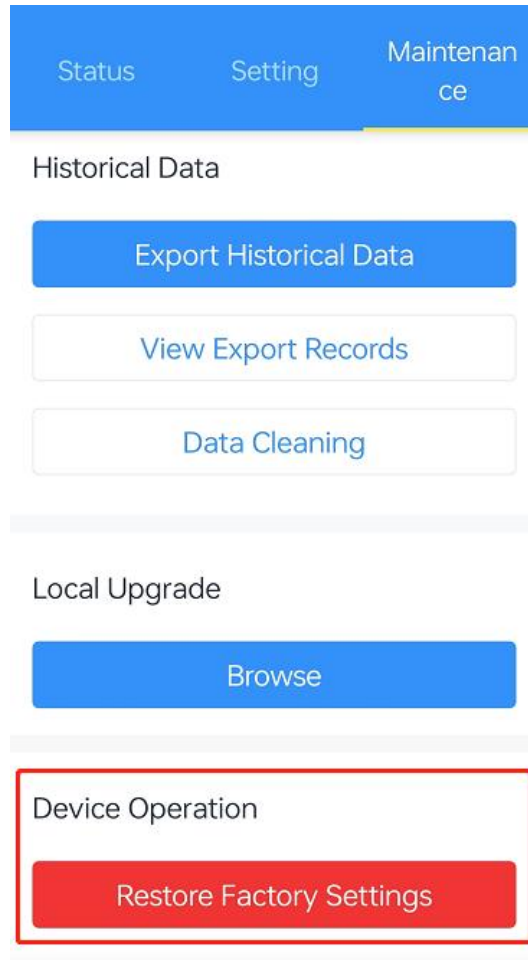 Status
Setting
Maintenan
ce
Historical Data
Export Historical Data
View Export Records
Data Cleaning
Local Upgrade
Browse
Device Operation
Restore Factory Settings